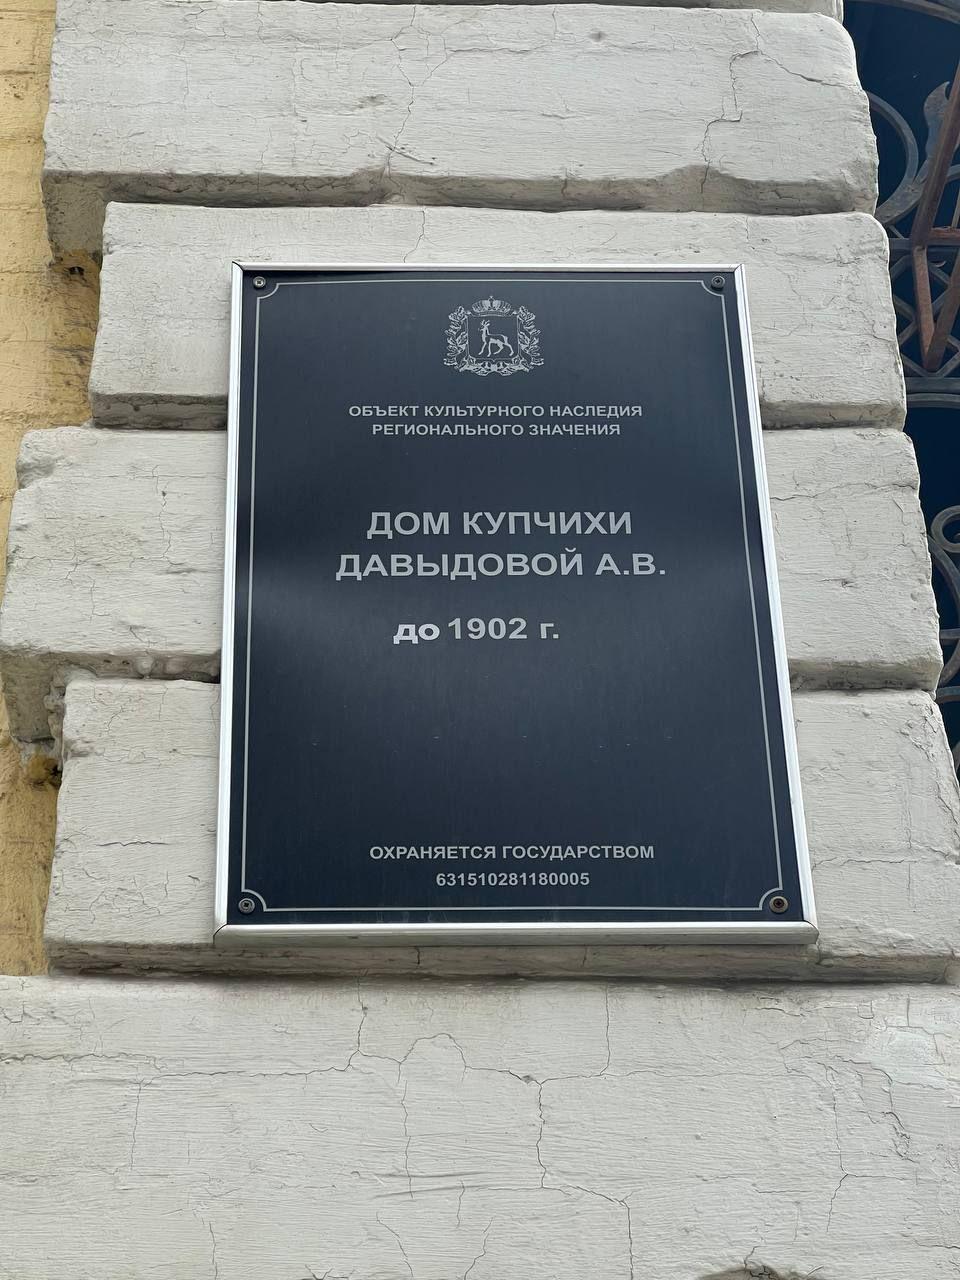 ОБЪЕКТ КУЛЬТУРНОГО НАСЛЕДИЯ
РЕГИОНАЛЬНОГО ЗНАЧЕНИЯ
ДОМ КУПЧИХИ
ДАВЫДОВОЙ А.В.
до 1902 г.
ОХРАНЯЕТСЯ ГОСУДАРСТВОМ
631510281180005